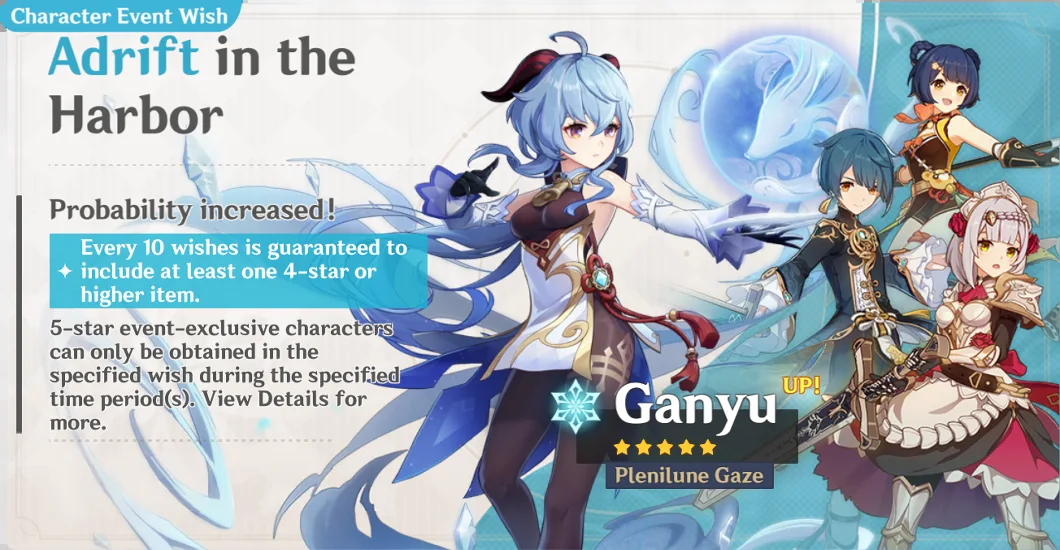 Character Event Wish
Adrift in the
Harbor
Probability increased!
Every 10 wishes is guaranteed to
include at least one 4-star or
higher item.
5-star event-exclusive characters
can only be obtained in the
specified wish during the specified
time period(s). View Details for
more.
UP!
Ganyu
Plenilune Gaze